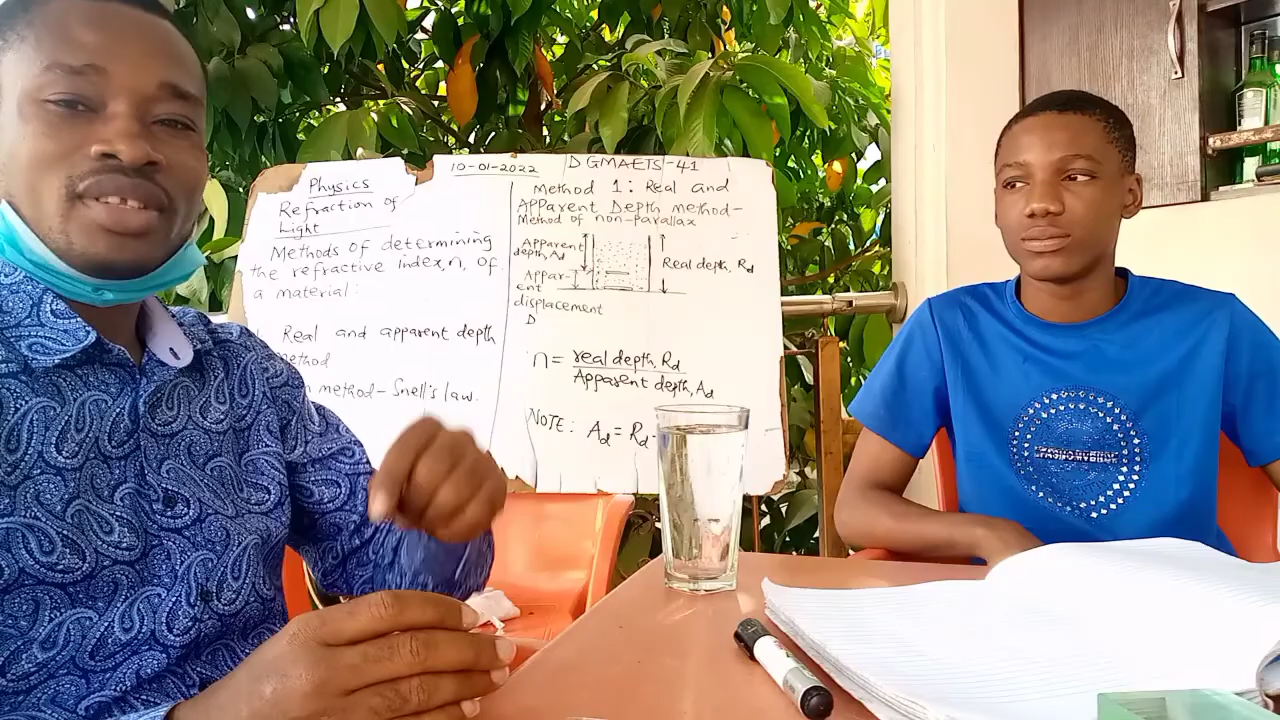 10-01-2022
DGMAETS-41
Physics
Refraction of
Light
Methods of determining
the refractive index, n, of
a material:
Real and apparent depth
method
method - Snell's law.
Method 1: Real and
Apparent Depth method-
Method of non-parallax
Apparent
depth, Ad
Appar-
ent
displacement
D
Real depth, Rd
n = real depth, Rd
Apparent depth, Ad
NOTE: Ad = Rd -